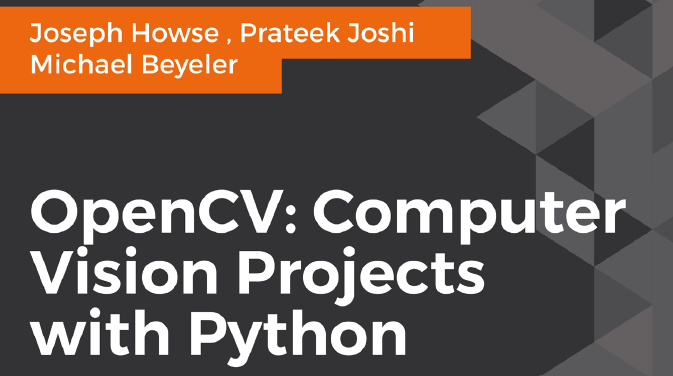 Joseph Howse , Prateek Joshi
Michael Beyeler
OpenCV: Computer
Vision Projects
with Python